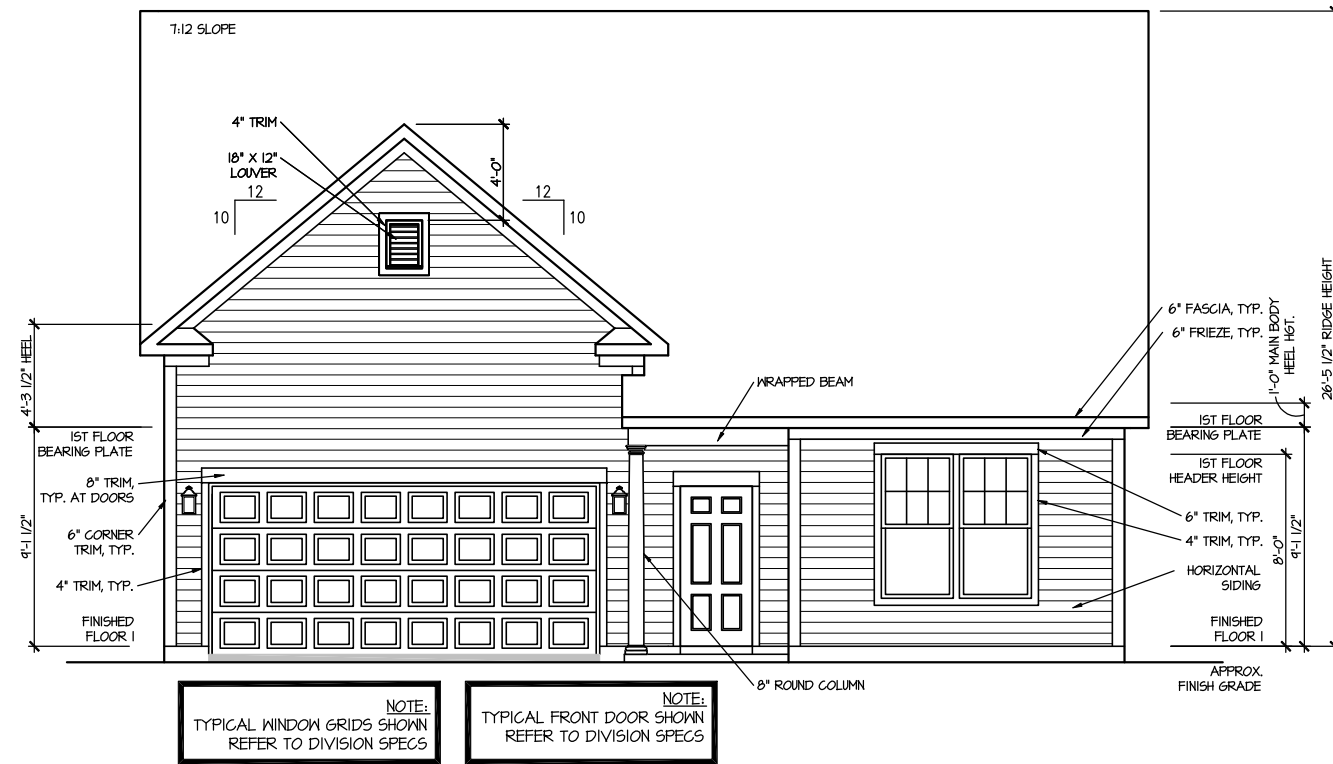 7:12 SLOPE
4" TRIM
18" X 12"
LOUVER
12
10
4'-0"
12
10
4'-3 1/2" HEEL
1ST FLOOR
BEARING PLATE
8" TRIM,
TYP. AT DOORS
6" CORNER
TRIM, TYP.
4" TRIM, TYP.
9'-1 1/2"
FINISHED
FLOOR 1
WRAPPED BEAM
8" ROUND COLUMN
6" FASCIA, TYP.
6" FRIEZE, TYP.
1'-0" MAIN BODY
HEEL HGT.
26'-5 1/2" RIDGE HEIGHT
1ST FLOOR
BEARING PLATE
1ST FLOOR
HEADER HEIGHT
6" TRIM, TYP.
4" TRIM, TYP.
8'-0"
9'-1 1/2"
HORIZONTAL
SIDING
FINISHED
FLOOR 1
APPROX.
FINISH GRADE
NOTE:
TYPICAL WINDOW GRIDS SHOWN
REFER TO DIVISION SPECS
NOTE:
TYPICAL FRONT DOOR SHOWN
REFER TO DIVISION SPECS